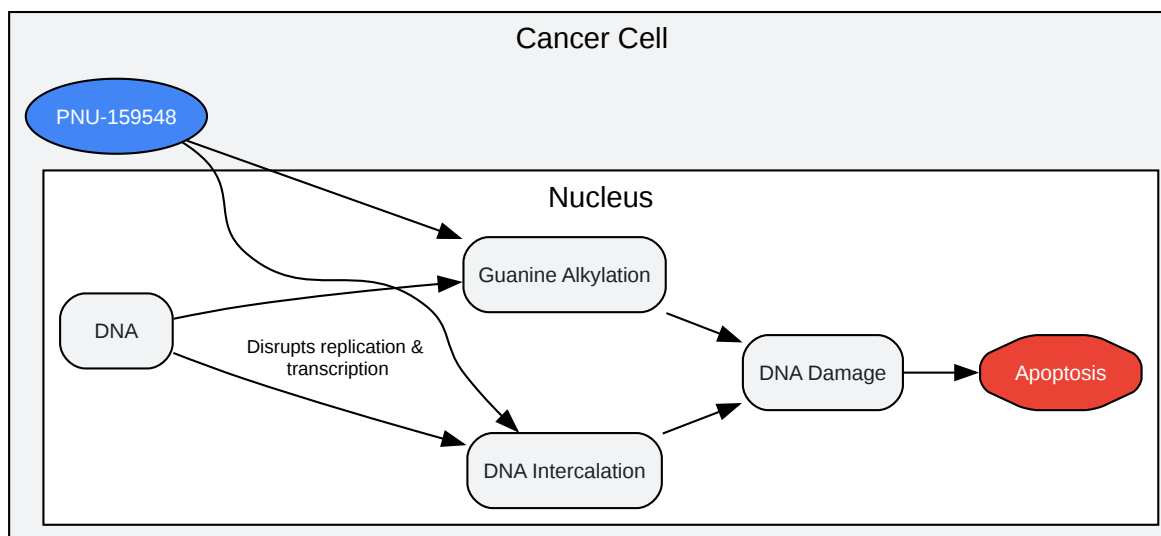 Cancer Cell
PNU-159548
Nucleus
Guanine Alkylation
DNA
Disrupts replication &
transcription
DNA Damage
Apoptosis
DNA Intercalation